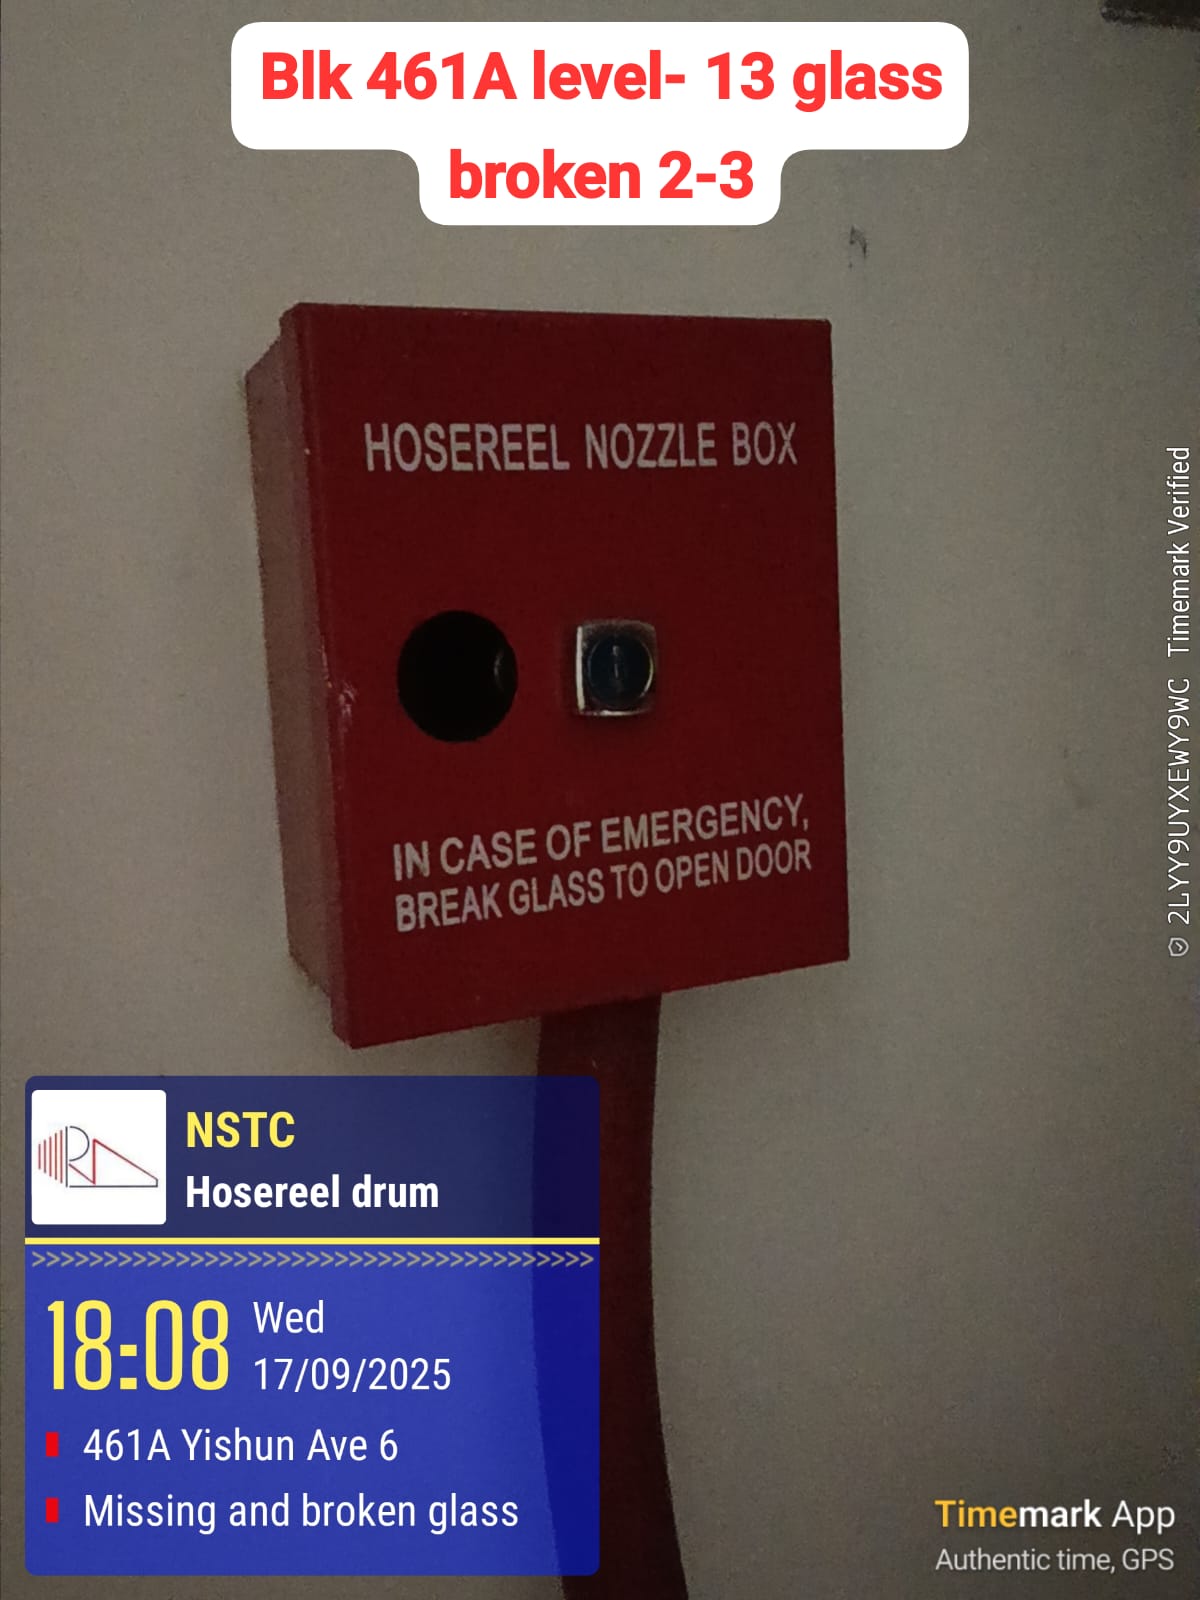 Blk 461A level- 13 glass
broken 2-3
HOSEREEL NOZZLE BOX
IN CASE OF EMERGENCY,
BREAK GLASS TO OPEN DOOR
NSTC
Hosereel drum
>>>>>>>>>>>>>>>>>>>>>>>>>>>>>>>>>>>>>>>
18:08
Wed
17/09/2025
461A Yishun Ave 6
Missing and broken glass
2LYY9UYXEWY9WC Timemark Verified
Timemark App
Authentic time, GPS